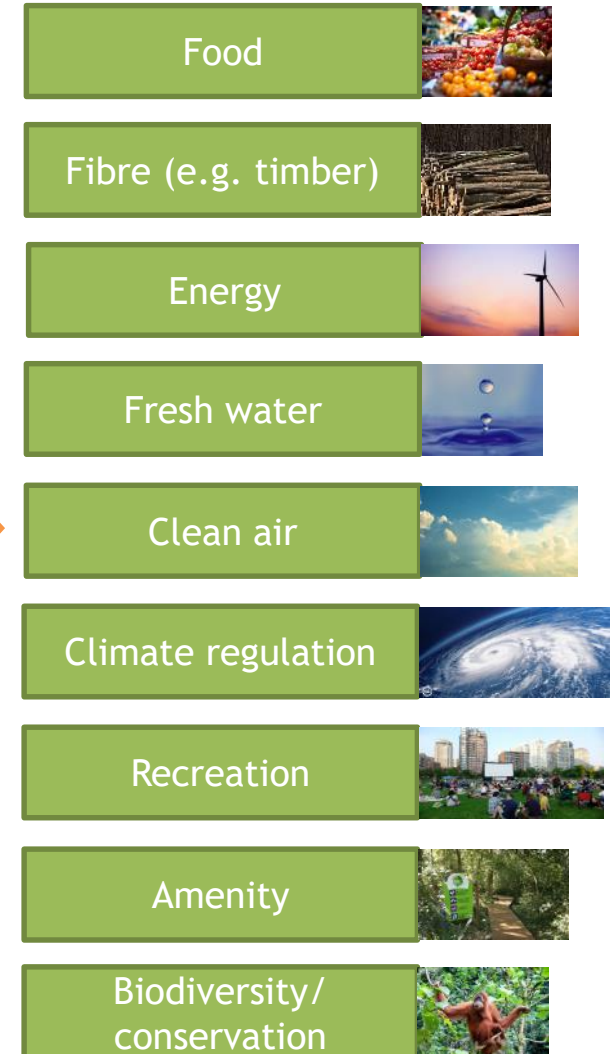 Food
Fibre (e.g. timber)
Energy
Fresh water
Clean air
Climate regulation
Recreation
Amenity
Biodiversity/
conservation